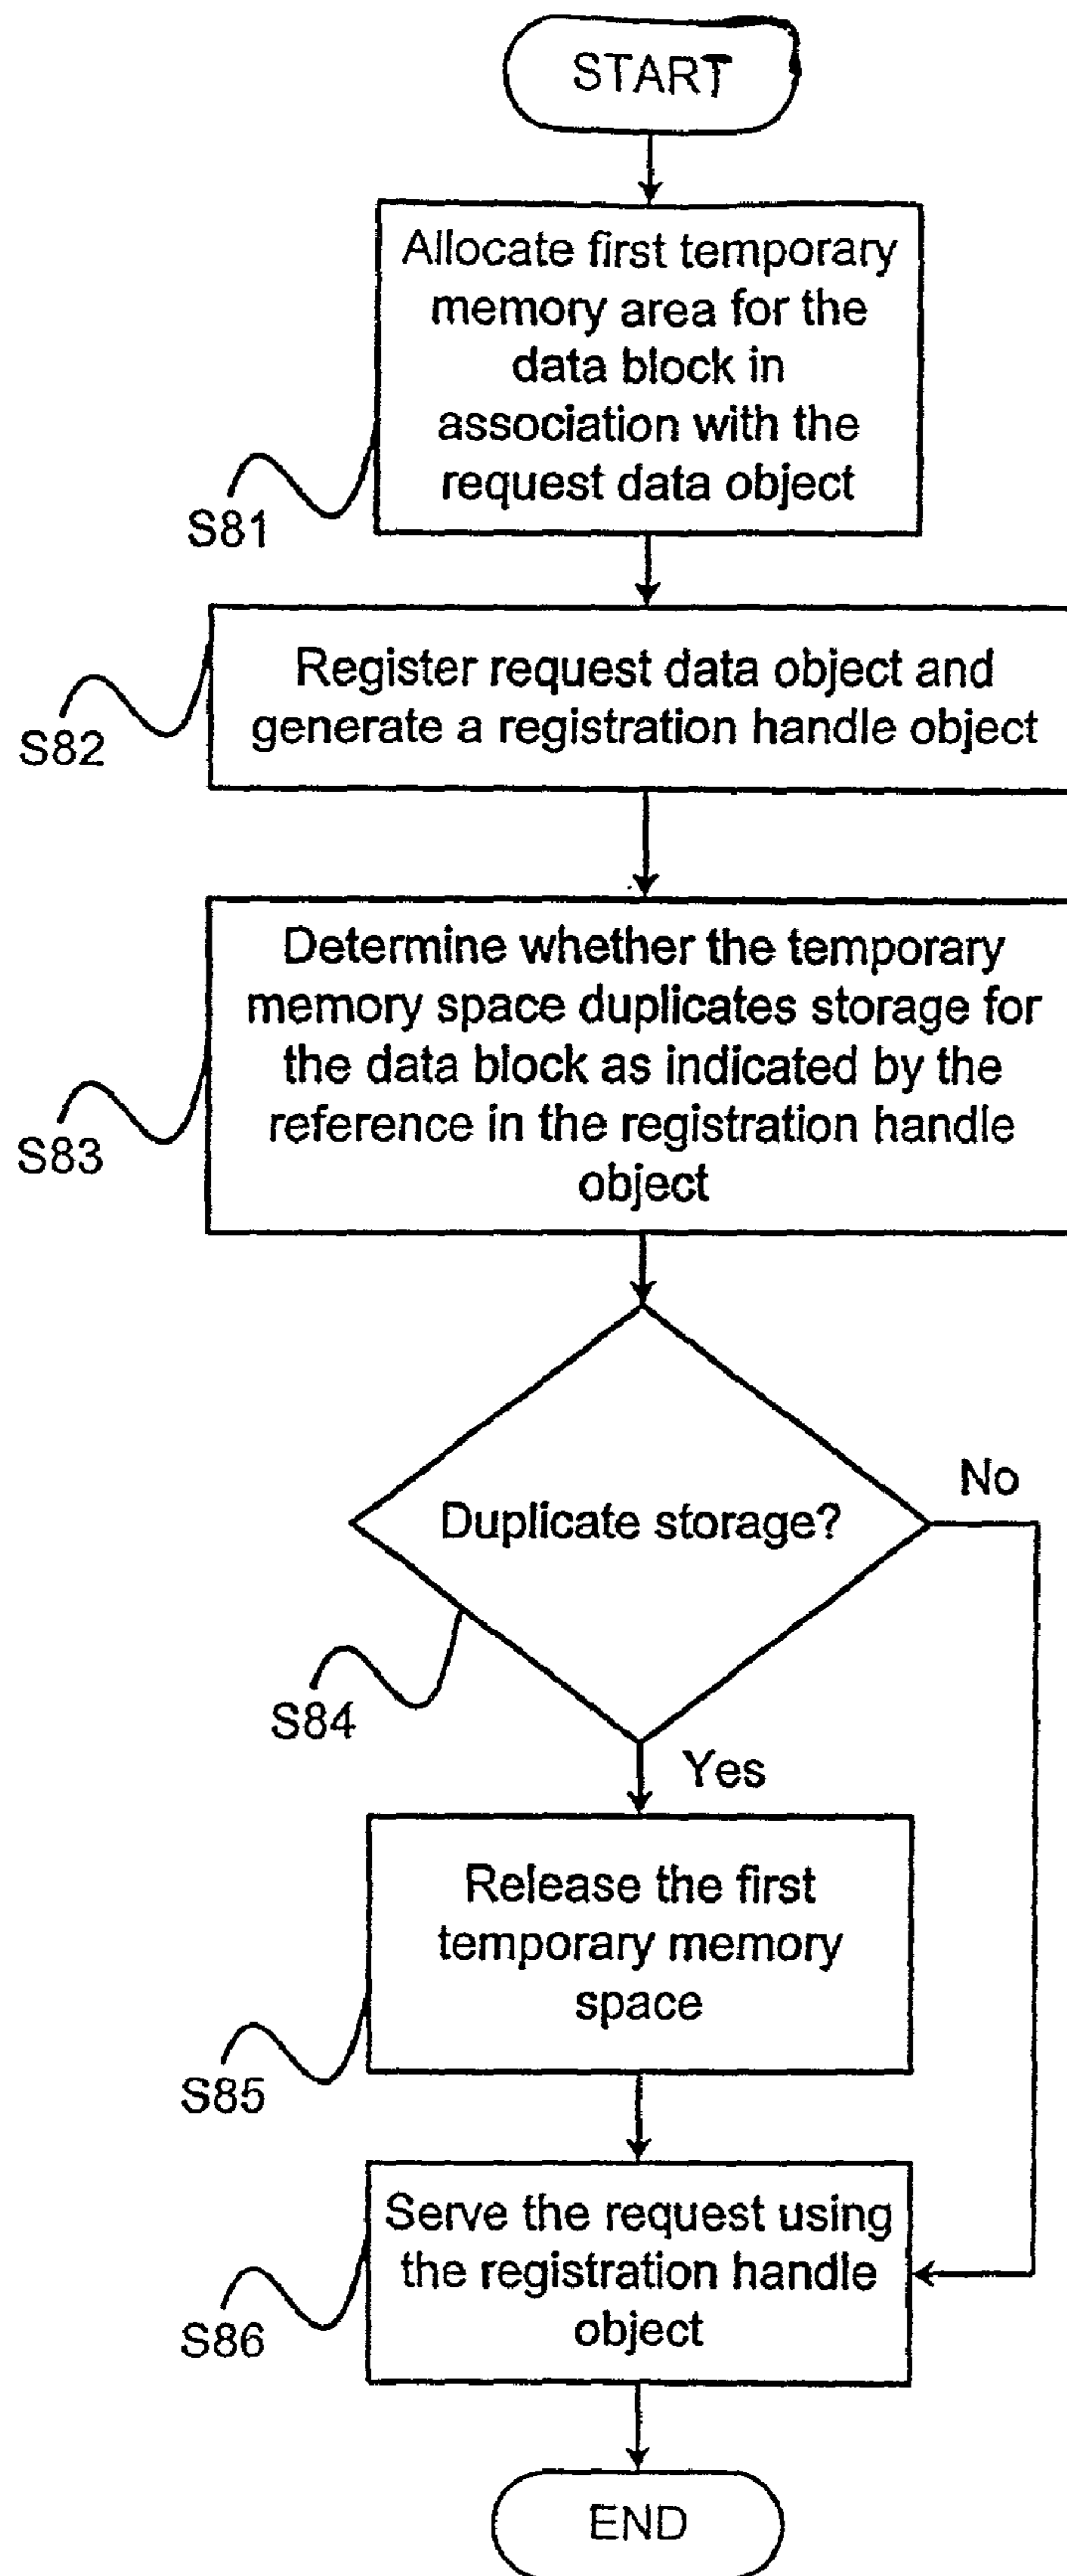 START
Allocate first temporary
memory area for the
data block in
association with the
request data object
S81
Register request data object and
generate a registration handle object
S82
Determine whether the temporary
memory space duplicates storage for
the data block as indicated by the
reference in the registration handle
object
S83
Duplicate storage?
No
S84
Yes
Release the first
temporary memory
space
S85
Serve the request using
the registration handle
object
S86
END